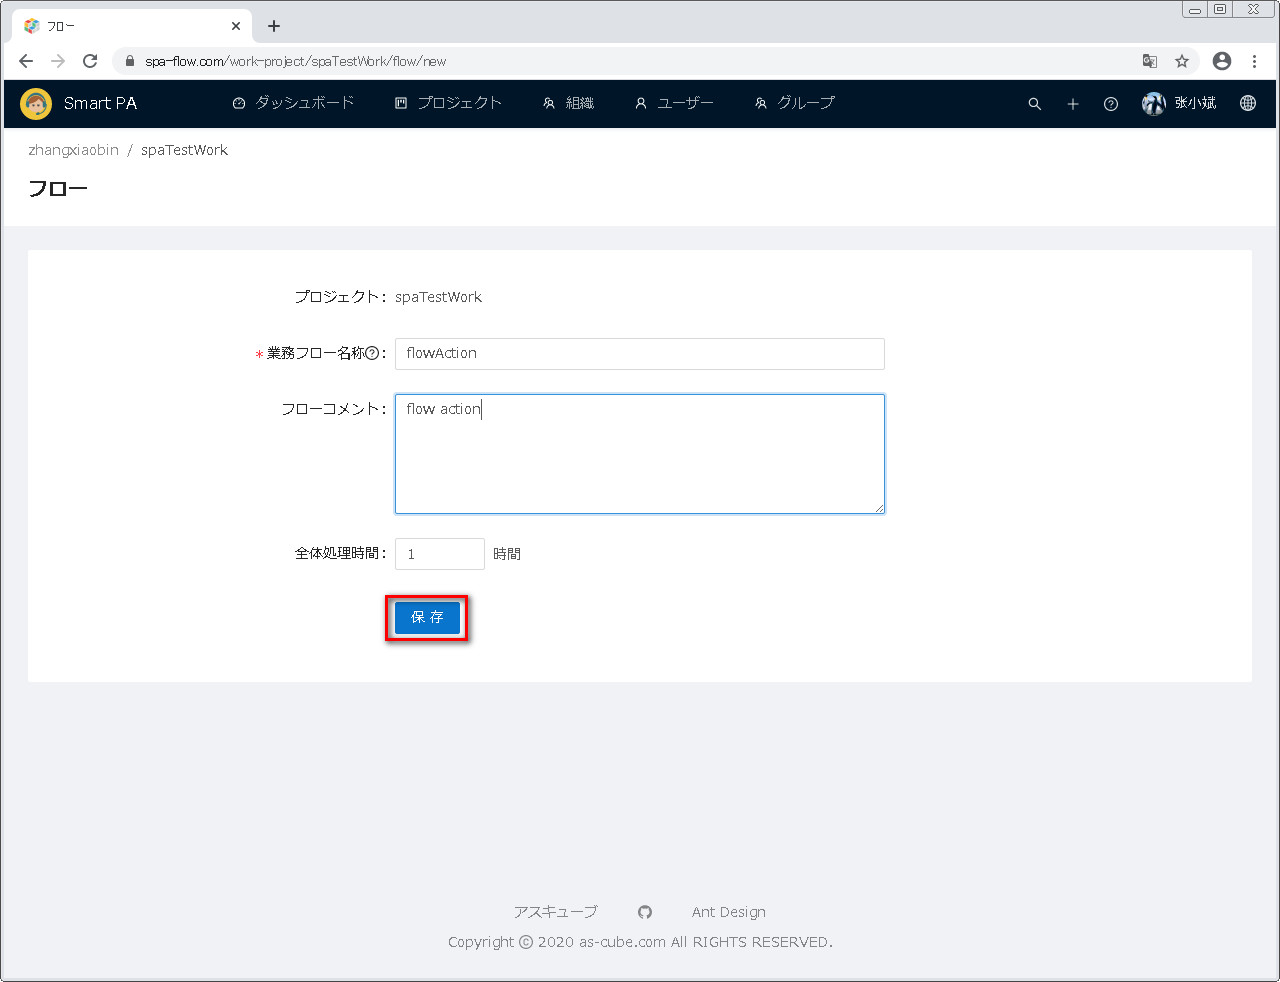 フロー
spa-flow.com/work-project/spaTestWork/flow/new
Smart PA ダッシュボード プロジェクト 組織 ユーザー グループ 张小斌
zhangxiaobin / spaTestWork
フロー
プロジェクト: spaTestWork
* 業務フロー名称?: flowAction
フローコメント: flow action
全体処理時間: 1 時間
保 存
アスキューブ Ant Design
Copyright © 2020 as-cube.com All RIGHTS RESERVED.